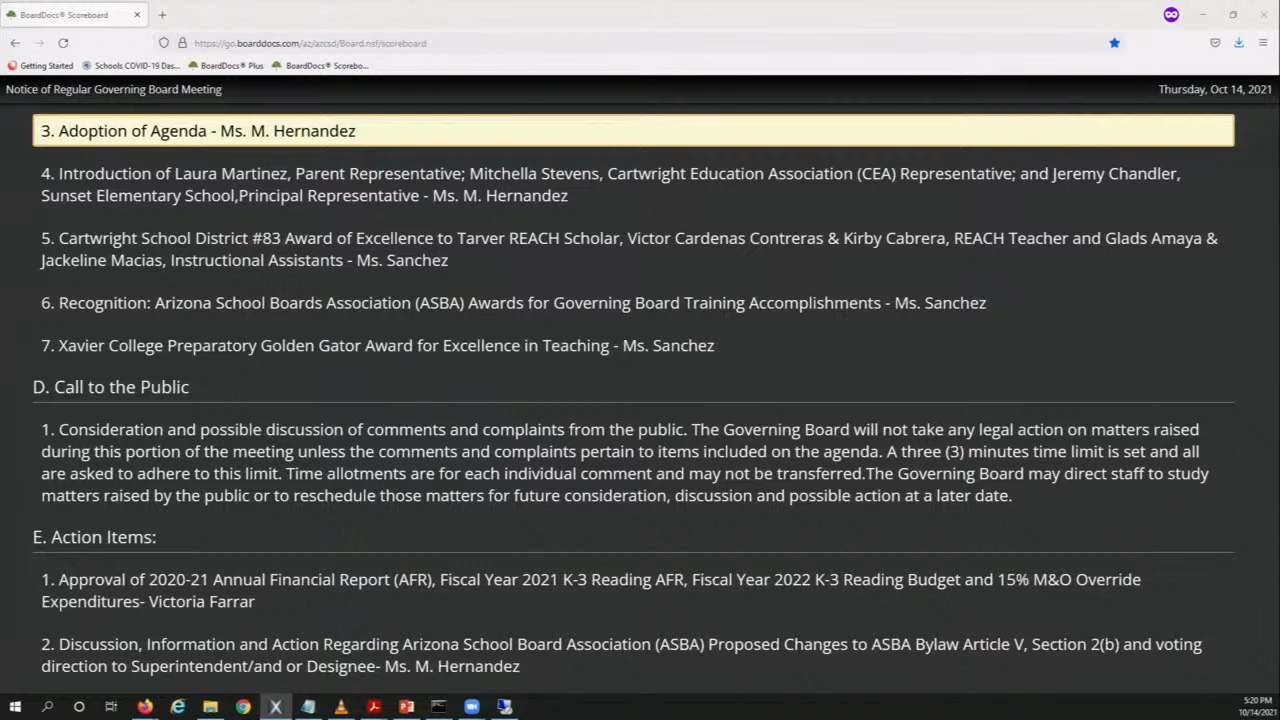 BoardDocs® Scoreboard
https://go.boarddocs.com/az/azcsd/Board.nsf/scoreboard
Getting Started Schools COVID-19 Das... BoardDocs® Plus BoardDocs® Scorebo...
Notice of Regular Governing Board Meeting Thursday, Oct 14, 2021
3. Adoption of Agenda - Ms. M. Hernandez
4. Introduction of Laura Martinez, Parent Representative; Mitchella Stevens, Cartwright Education Association (CEA) Representative; and Jeremy Chandler,
Sunset Elementary School,Principal Representative - Ms. M. Hernandez
5. Cartwright School District #83 Award of Excellence to Tarver REACH Scholar, Victor Cardenas Contreras & Kirby Cabrera, REACH Teacher and Glads Amaya &
Jackeline Macias, Instructional Assistants - Ms. Sanchez
6. Recognition: Arizona School Boards Association (ASBA) Awards for Governing Board Training Accomplishments - Ms. Sanchez
7. Xavier College Preparatory Golden Gator Award for Excellence in Teaching - Ms. Sanchez
D. Call to the Public
1. Consideration and possible discussion of comments and complaints from the public. The Governing Board will not take any legal action on matters raised
during this portion of the meeting unless the comments and complaints pertain to items included on the agenda. A three (3) minutes time limit is set and all
are asked to adhere to this limit. Time allotments are for each individual comment and may not be transferred.The Governing Board may direct staff to study
matters raised by the public or to reschedule those matters for future consideration, discussion and possible action at a later date.
E. Action Items:
1. Approval of 2020-21 Annual Financial Report (AFR), Fiscal Year 2021 K-3 Reading AFR, Fiscal Year 2022 K-3 Reading Budget and 15% M&O Override
Expenditures- Victoria Farrar
2. Discussion, Information and Action Regarding Arizona School Board Association (ASBA) Proposed Changes to ASBA Bylaw Article V, Section 2(b) and voting
direction to Superintendent/and or Designee- Ms. M. Hernandez
5:20 PM
10/14/2021